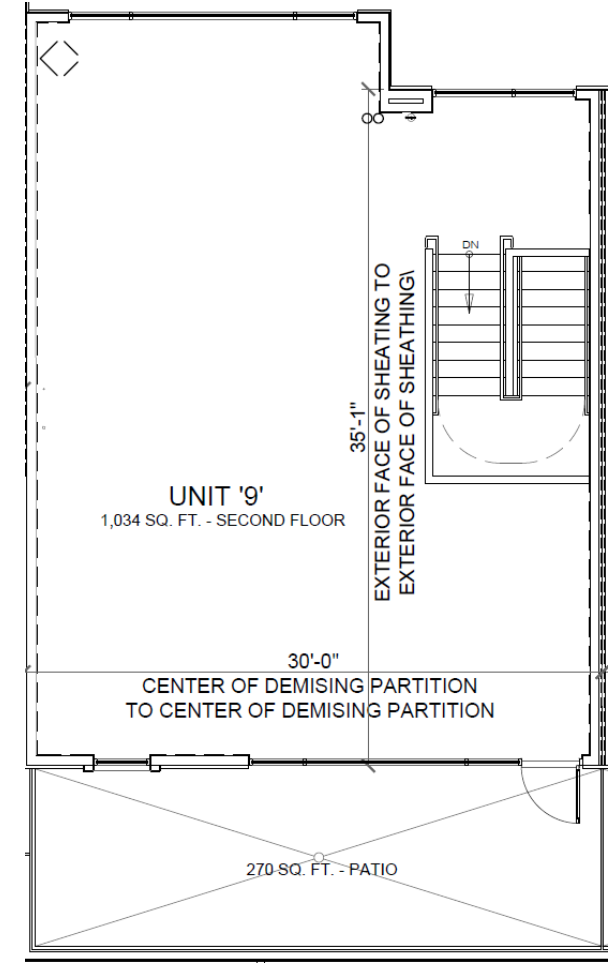 DN
35'-1"
EXTERIOR FACE OF SHEATING TO
EXTERIOR FACE OF SHEATHING\
UNIT '9'
1,034 SQ. FT. - SECOND FLOOR
30'-0"
CENTER OF DEMISING PARTITION
TO CENTER OF DEMISING PARTITION
270 SQ. FT. - PATIO